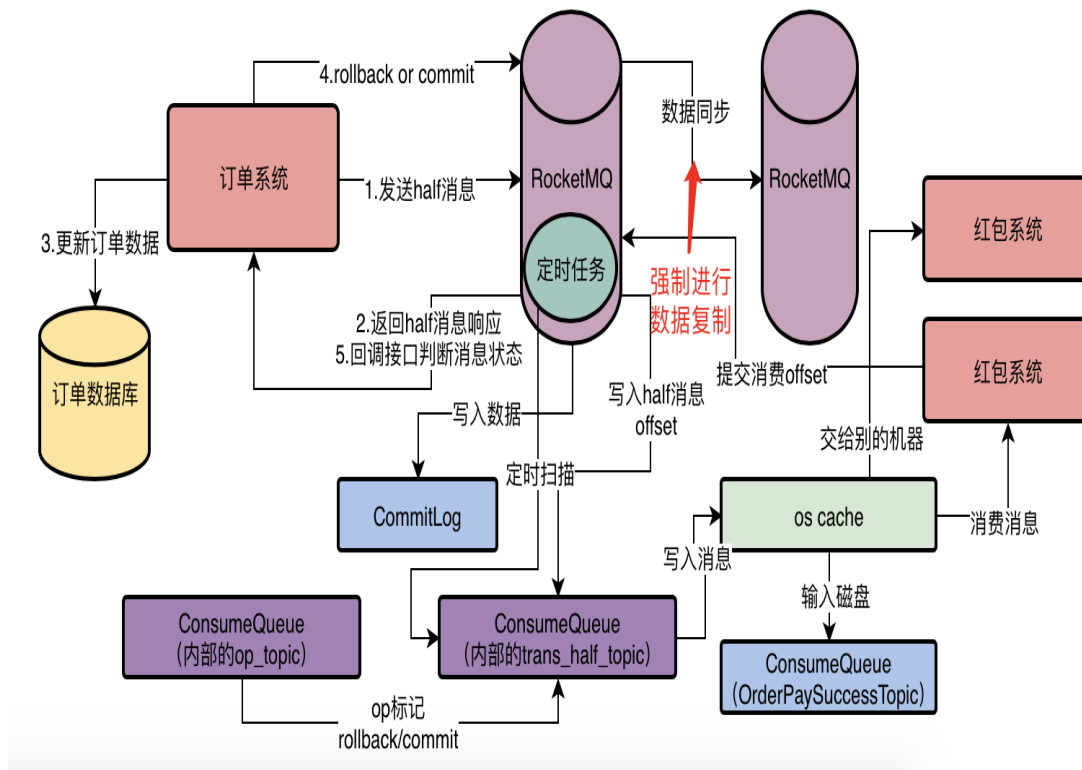 4.rollback or commit
数据同步
订单系统
1.发送half消息
RocketMQ
RocketMQ
红包系统
3.更新订单数据
定时任务
强制进行
数据复制
2.返回half消息响应
5.回调接口判断消息状态
订单数据库
提交消费offset
红包系统
写入half消息
offset
写入数据
交给别的机器
定时扫描
CommitLog
os cache
消费消息
写入消息
输入磁盘
ConsumeQueue
（内部的op_topic）
ConsumeQueue
（内部的trans_half_topic）
ConsumeQueue
（OrderPaySuccessTopic）
op标记
rollback/commit